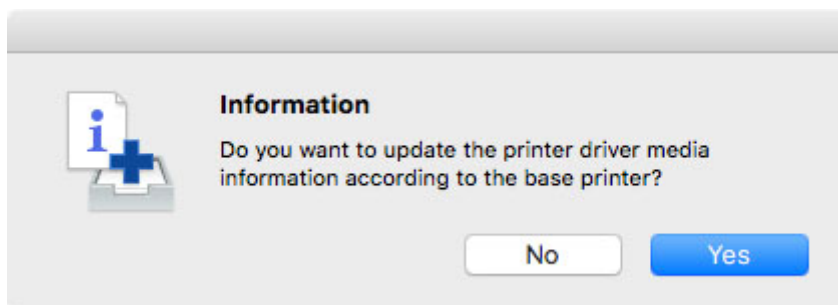 i
Information
Do you want to update the printer driver media
information according to the base printer?
No
Yes